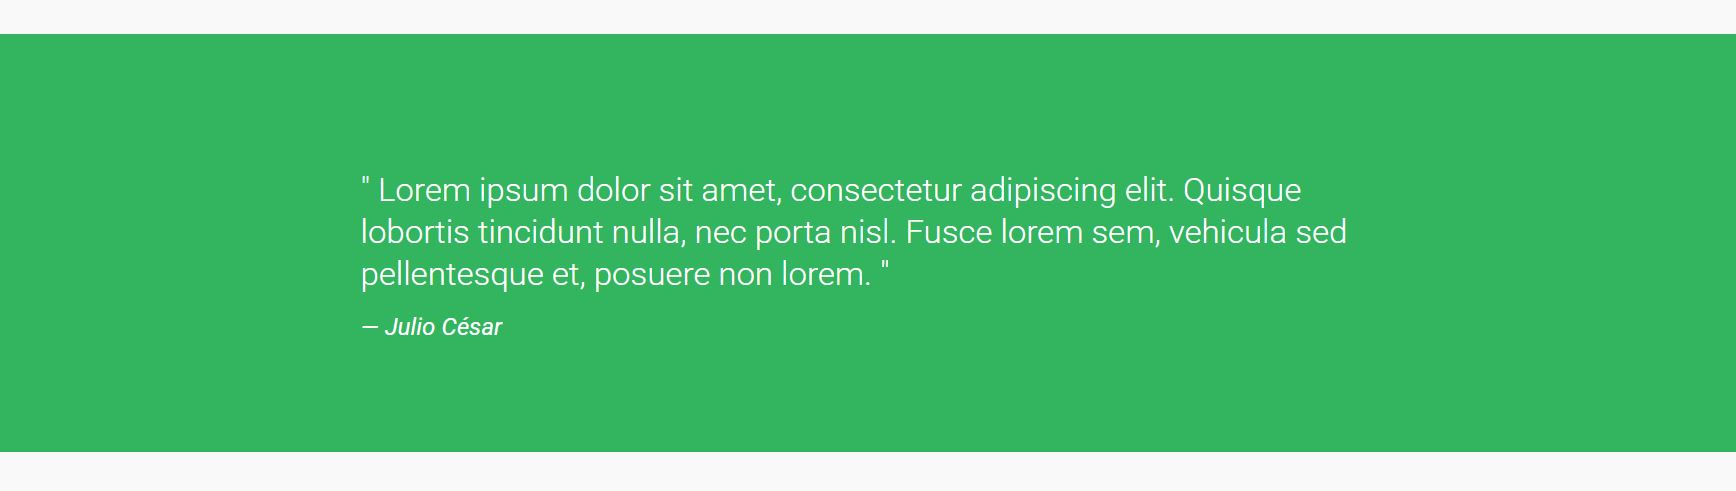 " Lorem ipsum dolor sit amet, consectetur adipiscing elit. Quisque
lobortis tincidunt nulla, nec porta nisl. Fusce lorem sem, vehicula sed
pellentesque et, posuere non lorem. "
— Julio César